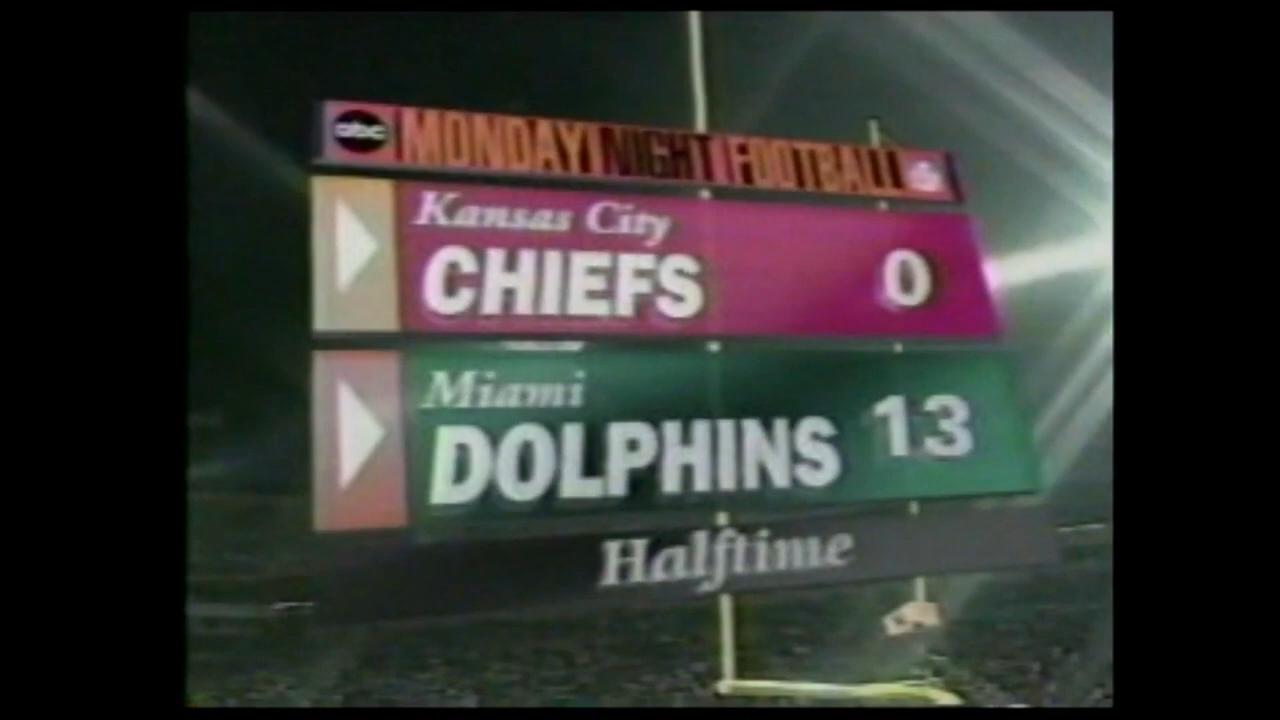 abc MONDAY NIGHT FOOTBALL
Kansas City
CHIEFS 0
Miami
DOLPHINS 13
Halftime